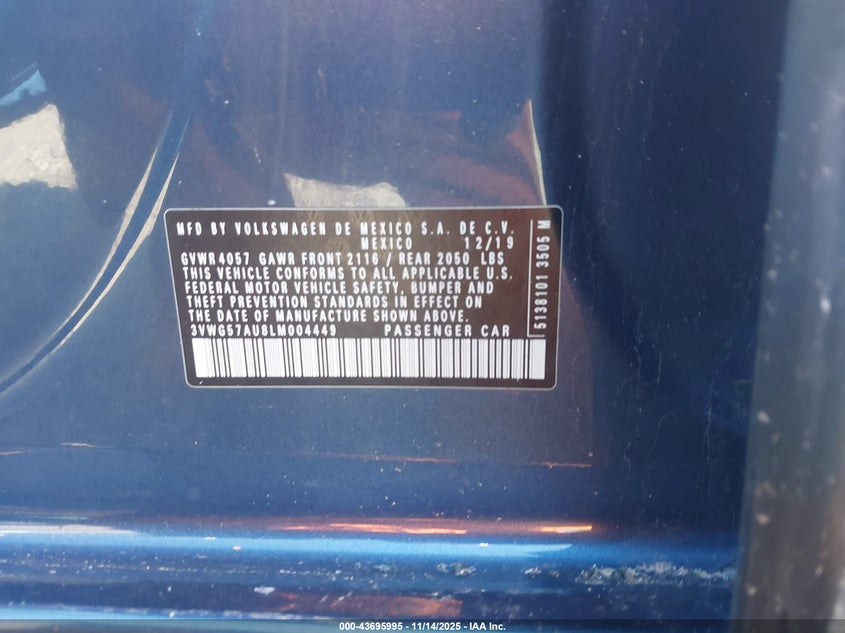 MFD BY VOLKSWAGEN DE MEXICO S.A. DE C.V.
MEXICO 12/19
GVWR 4057 GAWR FRONT 2116 / REAR 2050 LBS
THIS VEHICLE CONFORMS TO ALL APPLICABLE U.S.
FEDERAL MOTOR VEHICLE SAFETY, BUMPER AND
THEFT PREVENTION STANDARDS IN EFFECT ON
THE DATE OF MANUFACTURE SHOWN ABOVE.
3VWG57AU8LM004449 PASSENGER CAR
5138101 3505 M
000-43695995 - 11/14/2025 - IAA Inc.